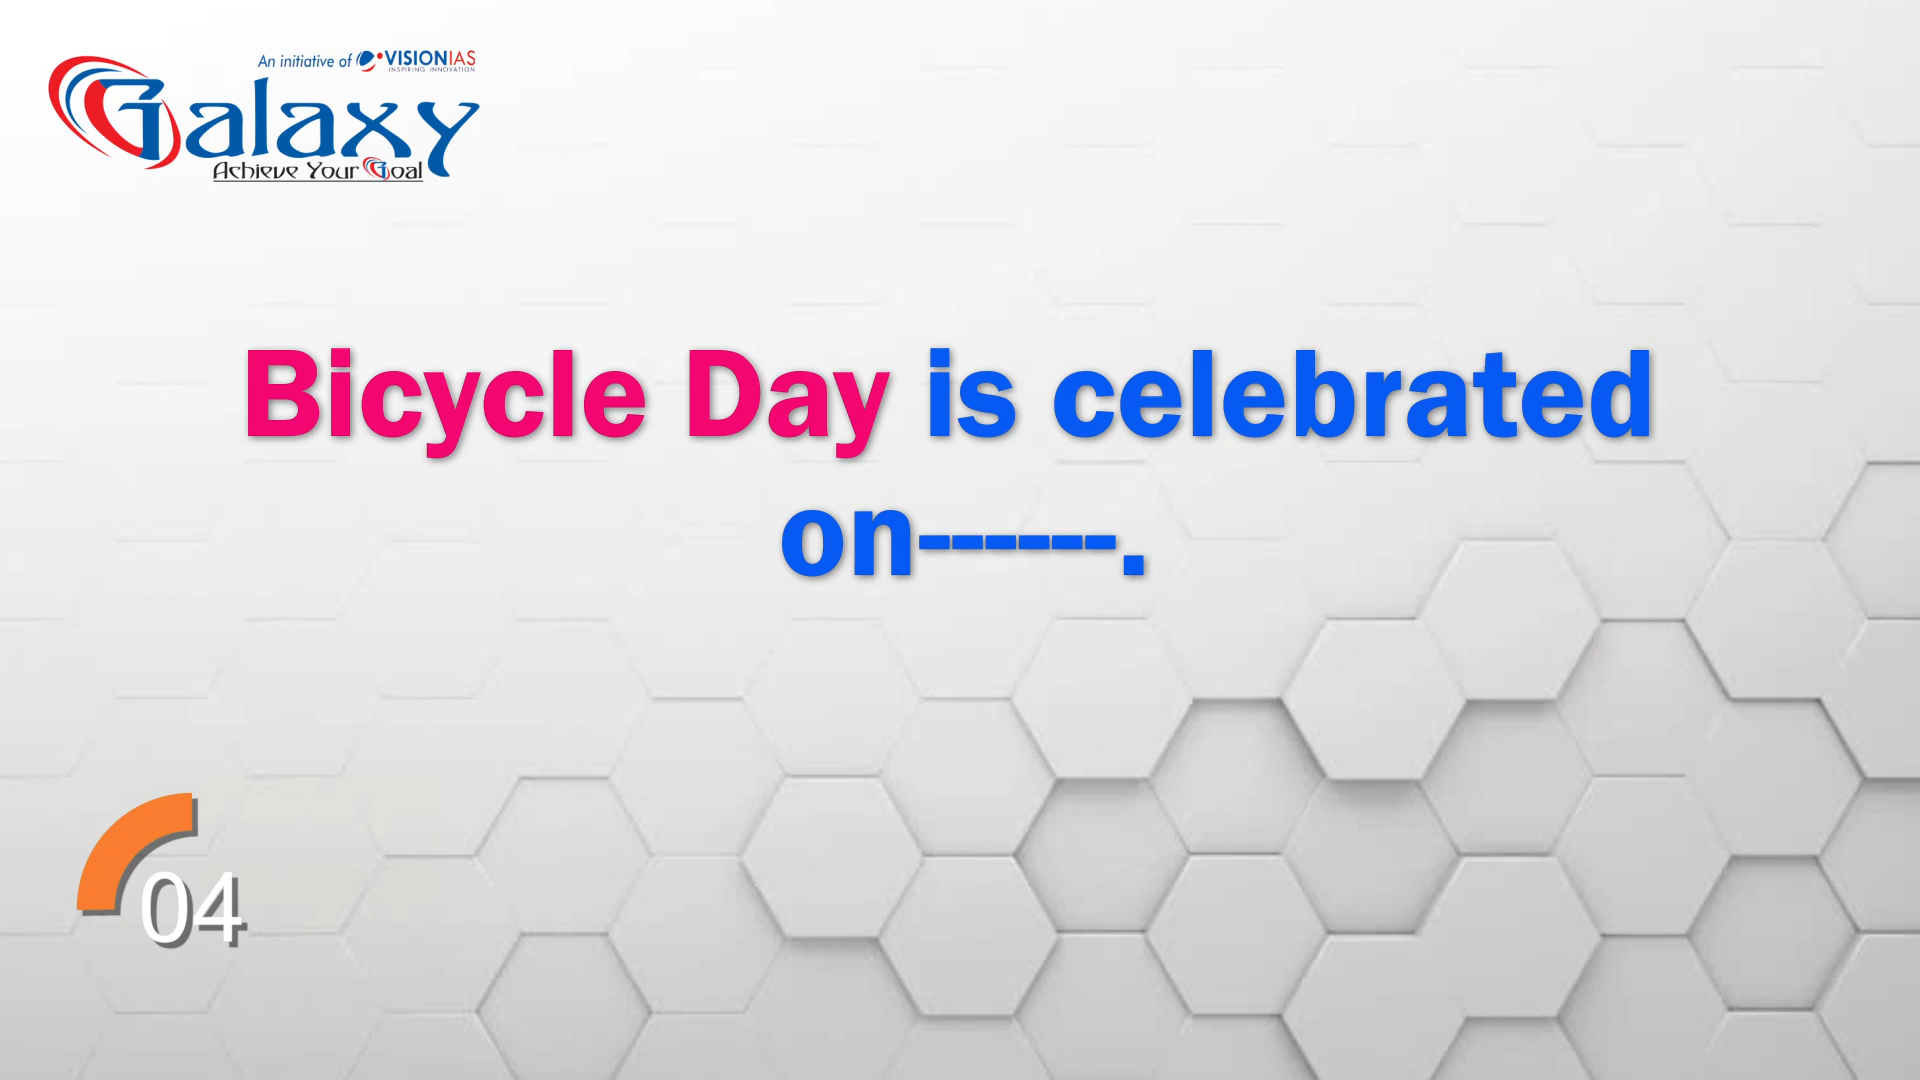 An initiative of VISIONIAS
INSPIRING INNOVATION
Galaxy
Achieve Your Goal
Bicycle Day is celebrated
on------.
04